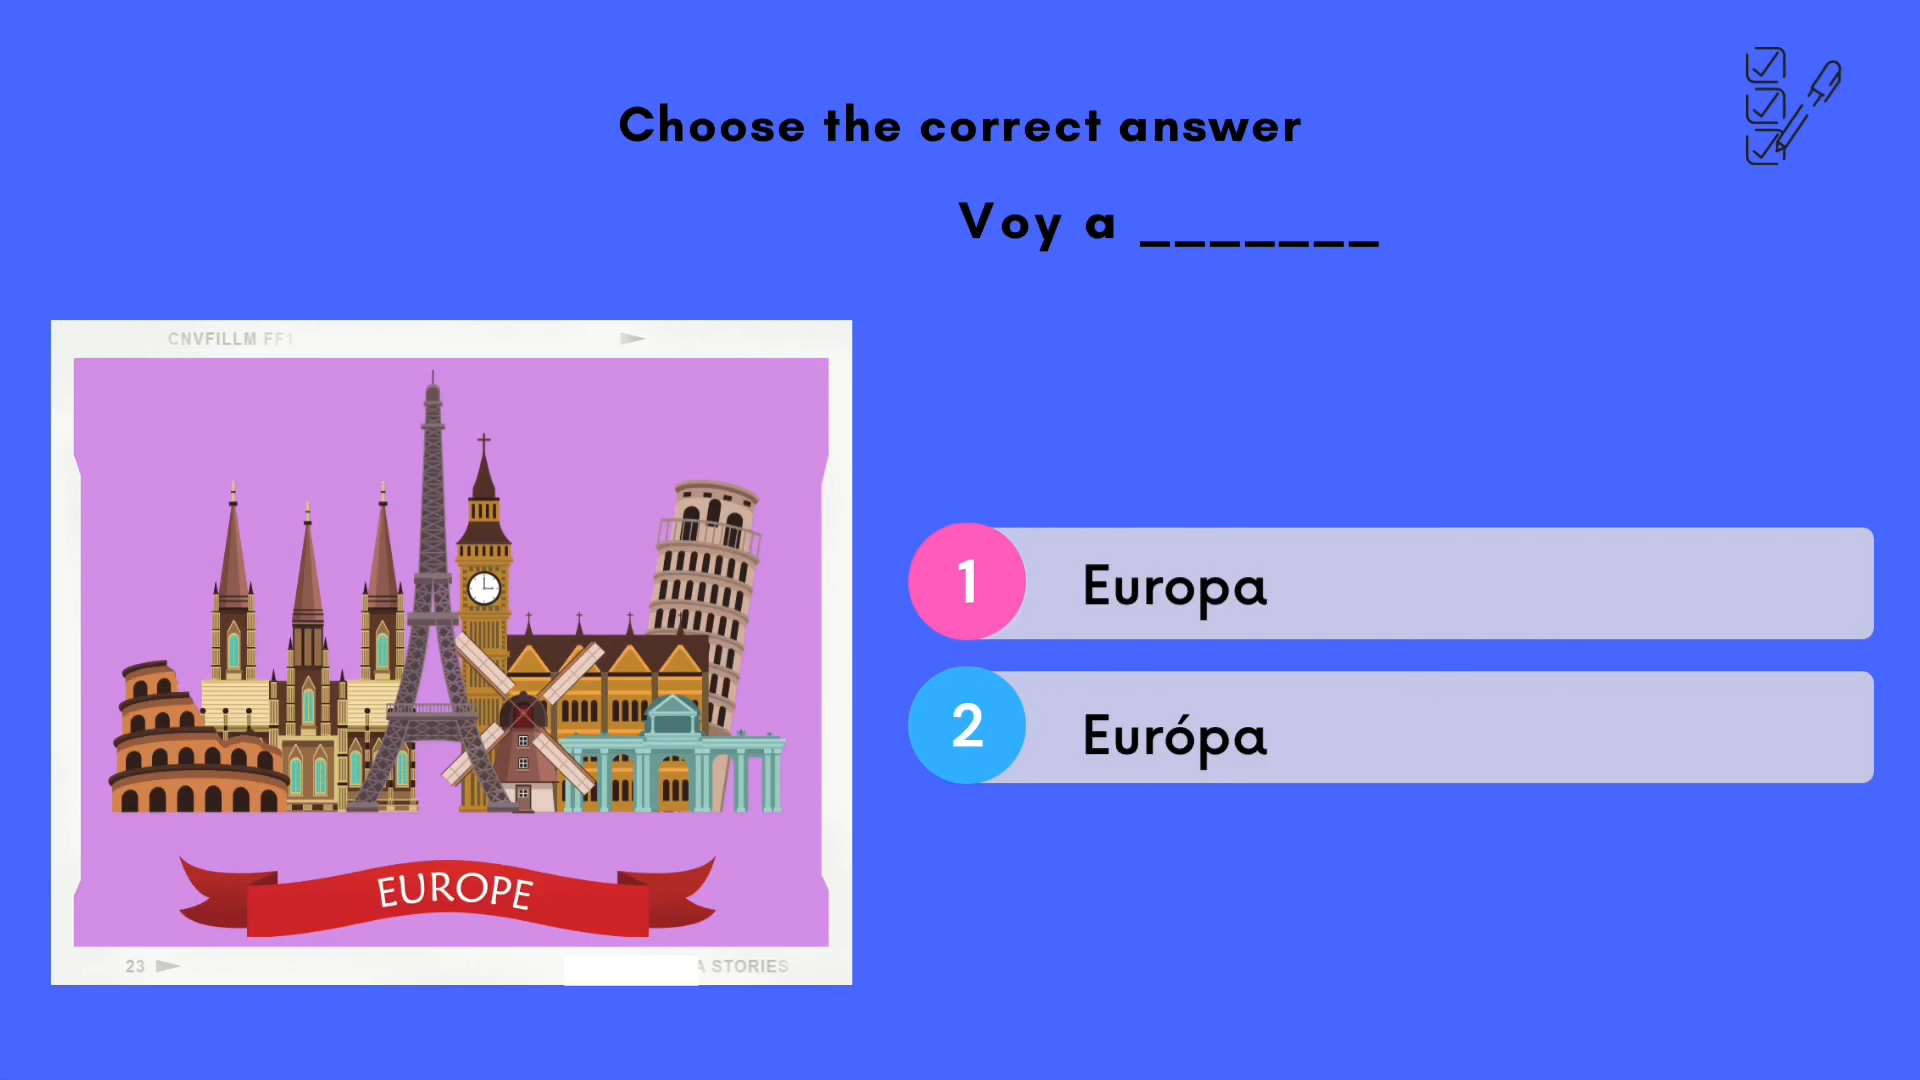 Choose the correct answer
Voy a _______
CNVFILLM FF1
EUROPE
23
A STORIES
1 Europa
2 Európa